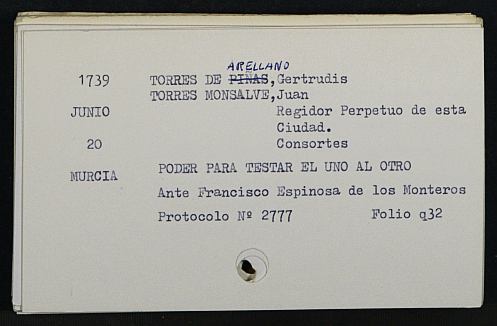 ARELLANO
1739 TORRES DE PIÑAS, Gertrudis
TORRES MONSALVE, Juan
JUNIO Regidor Perpetuo de esta
Ciudad.
20 Consortes
MURCIA PODER PARA TESTAR EL UNO AL OTRO
Ante Francisco Espinosa de los Monteros
Protocolo Nº 2777 Folio q32